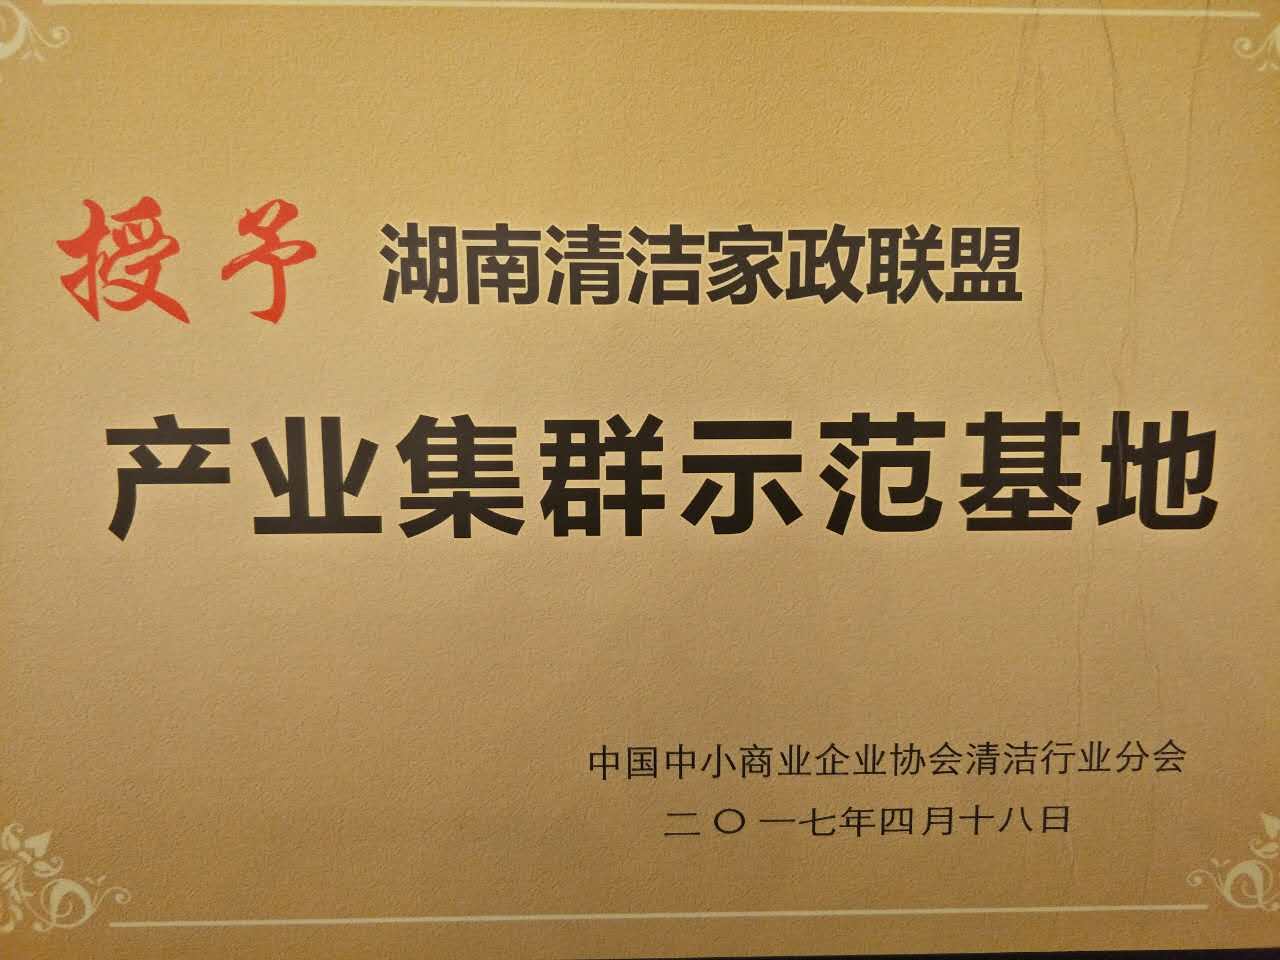 授予 湖南清洁家政联盟
产业集群示范基地
中国中小商业企业协会清洁行业分会
二〇一七年四月十八日